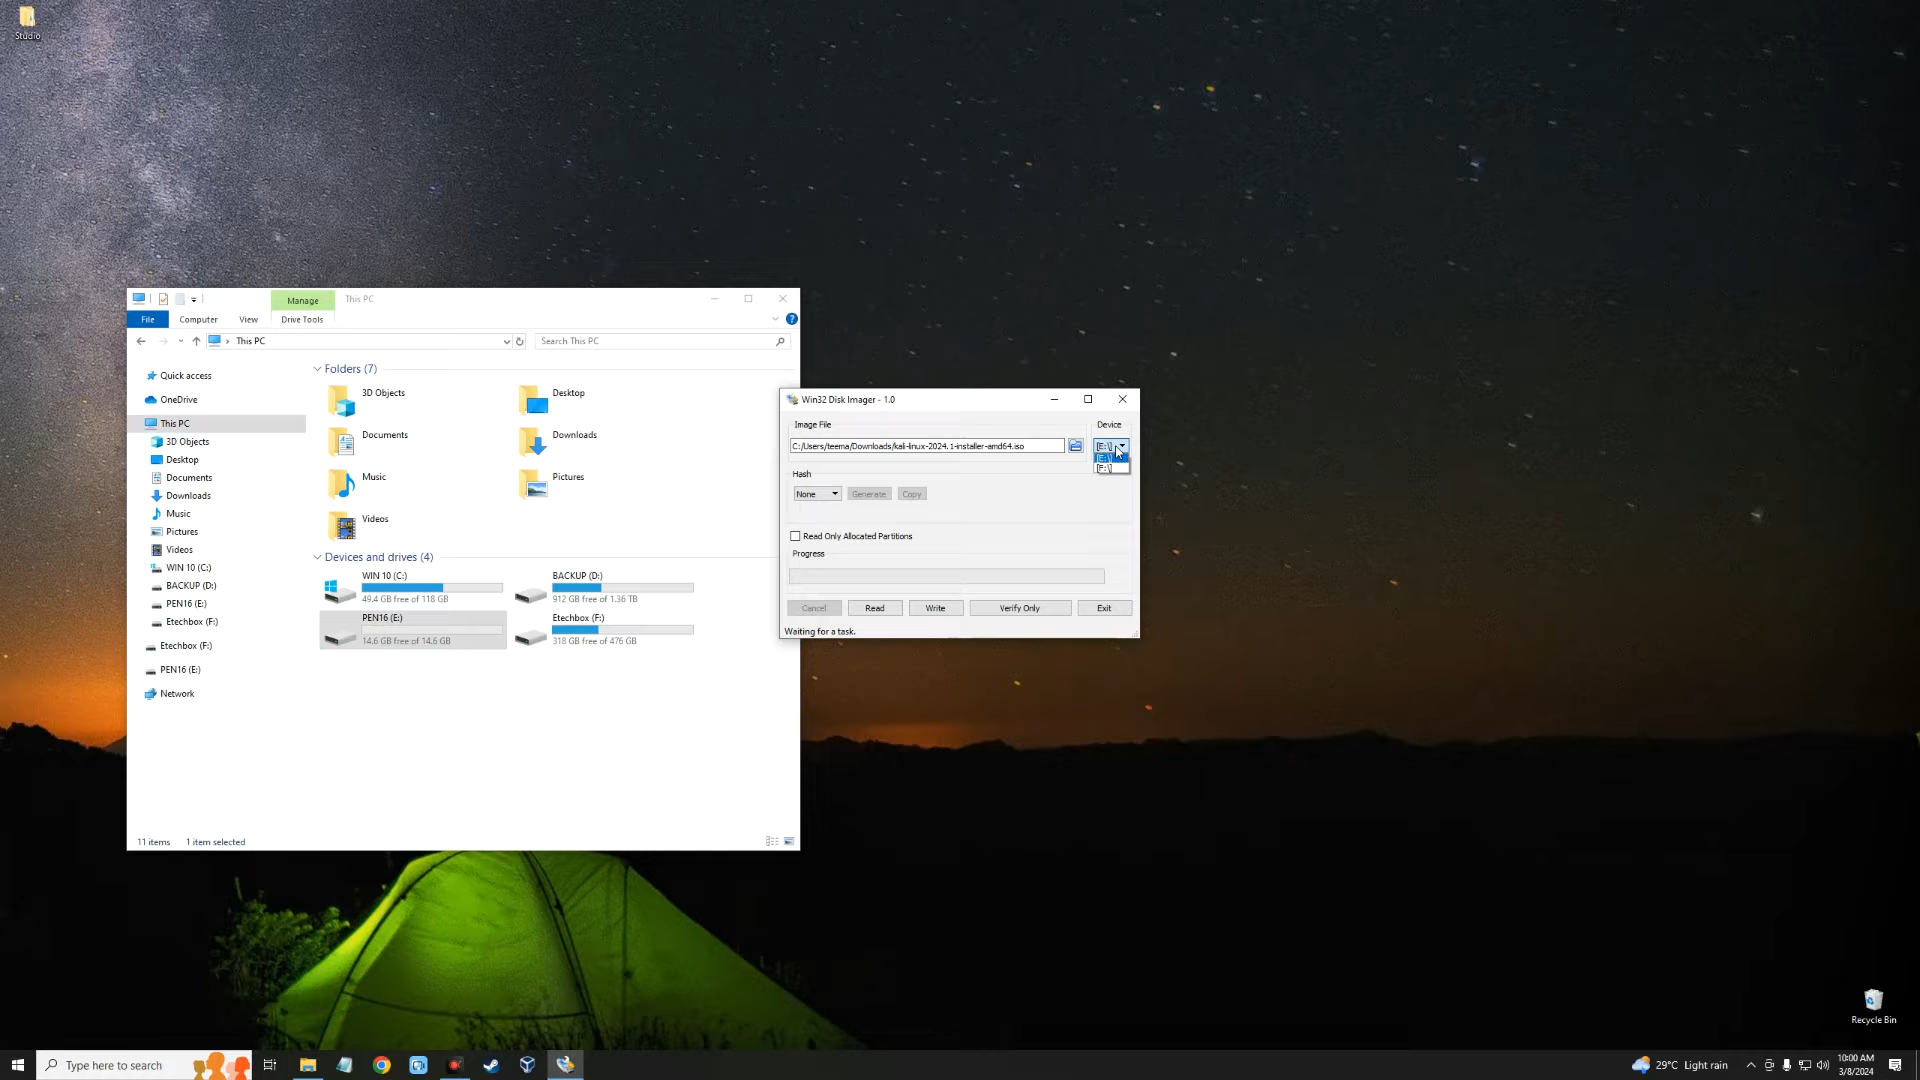 Studio
Manage
This PC
File
Computer
View
Drive Tools
This PC
Search This PC
Quick access
OneDrive
This PC
3D Objects
Desktop
Documents
Downloads
Music
Pictures
Videos
WIN 10 (C:)
BACKUP (D:)
PEN16 (E:)
Etechbox (F:)
Etechbox (F:)
PEN16 (E:)
Network
Folders (7)
3D Objects
Desktop
Documents
Downloads
Music
Pictures
Videos
Devices and drives (4)
WIN 10 (C:)
49.4 GB free of 118 GB
BACKUP (D:)
912 GB free of 1.36 TB
PEN16 (E:)
14.6 GB free of 14.6 GB
Etechbox (F:)
318 GB free of 476 GB
11 items
1 item selected
Win32 Disk Imager - 1.0
Image File
Device
C:/Users/teema/Downloads/kali-linux-2024.1-installer-amd64.iso
[E:\]
[E:\]
[F:\]
Hash
None
Generate
Copy
Read Only Allocated Partitions
Progress
Cancel
Read
Write
Verify Only
Exit
Waiting for a task.
Recycle Bin
Type here to search
29°C Light rain
10:00 AM
3/8/2024